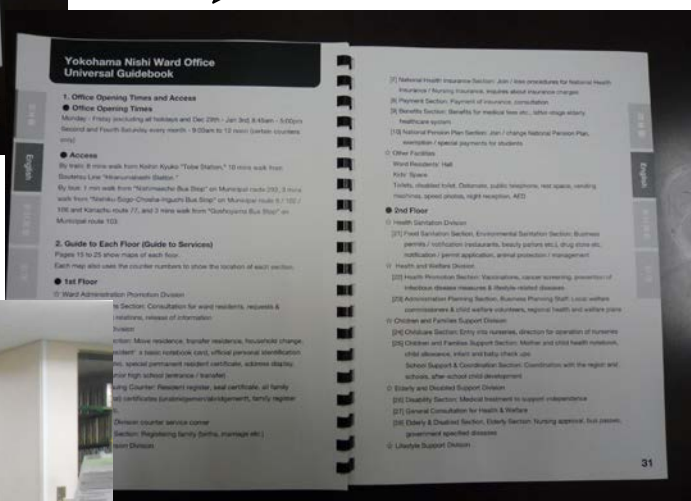 Yokohama Nishi Ward Office
Universal Guidebook
1. Office Opening Times and Access
● Office Opening Times
Monday - Friday (excluding all holidays and Dec 29th - Jan 3rd) 8:45am - 5:00pm
Second and Fourth Saturday every month - 9:00am to 12 noon (certain counters
only)
● Access
By train: 8 mins walk from Keihin Kyuko "Tobe Station," 10 mins walk from
Soutetsu Line "Hiranumabashi Station."
By bus: 1 min walk from "Nishimaecho Bus Stop" on Municipal route 292, 3 mins
walk from "Nishiku-Sogo-Chosha-Iriguchi Bus Stop" on Municipal route 8 / 102 /
106 and Kanachu route 77, and 3 mins walk from "Goshoyama Bus Stop" on
Municipal route 103.
2. Guide to Each Floor (Guide to Services)
Pages 15 to 25 show maps of each floor.
Each map also uses the counter numbers to show the location of each section.
● 1st Floor
☆ Ward Administration Promotion Division
Section: Consultation for ward residents, requests &
relations, release of information
Division
Move residence, transfer residence, household change,
basic notebook card, official personal identification
special permanent resident certificate, address display,
junior high school (entrance / transfer)
Counter: Resident register, seal certificate, all family
certificates (unabridgement/abridgement), family register
Division counter service corner
Section: Registering family (births, marriage etc.)
Division
English
[7] National Health Insurance Section: Join / loss procedures for National Health
Insurance / Nursing Insurance, inquiries about insurance charges
[8] Payment Section: Payment of insurance, consultation
[9] Benefits Section: Benefits for medical fees etc., latter-stage elderly
healthcare system
[10] National Pension Plan Section: Join / change National Pension Plan,
exemption / special payments for students
☆ Other Facilities
Ward Residents' Hall
Kids' Space
Toilets, disabled toilet, Ostomate, public telephone, rest space, vending
machines, speed photos, night reception, AED
● 2nd Floor
☆ Health Sanitation Division
[21] Food Sanitation Section, Environmental Sanitation Section: Business
permits / notification (restaurants, beauty parlors etc.), drug store etc.
notification / permit application, animal protection / management
☆ Health and Welfare Division
[22] Health Promotion Section: Vaccinations, cancer screening, prevention of
infectious disease measures & lifestyle-related diseases
[23] Administration Planning Section, Business Planning Staff: Local welfare
commissioners & child welfare volunteers, regional health and welfare plans
☆ Children and Families Support Division
[24] Childcare Section: Entry into nurseries, direction for operation of nurseries
[25] Children and Families Support Section: Mother and child health notebook,
child allowance, infant and baby check ups
School Support & Coordination Section: Coordination with the region and
schools, after-school child development
☆ Elderly and Disabled Support Division
[26] Disability Section: Medical treatment to support independence
[27] General Consultation for Health & Welfare
[28] Elderly & Disabled Section, Elderly Section: Nursing approval, bus passes,
government specified diseases
☆ Lifestyle Support Division
English
31